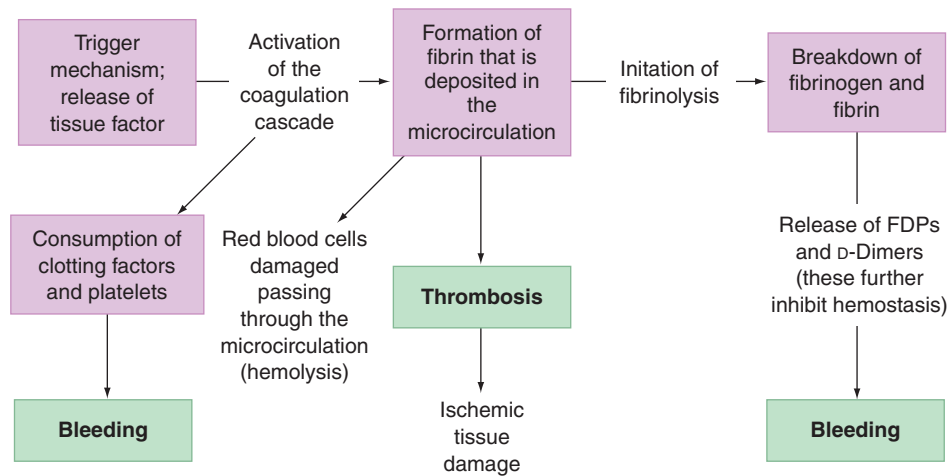 Trigger
mechanism;
release of
tissue factor
Activation
of the
coagulation
cascade
Formation of
fibrin that is
deposited in
the
microcirculation
Initation of
fibrinolysis
Breakdown of
fibrinogen and
fibrin
Consumption of
clotting factors
and platelets
Red blood cells
damaged
passing
through the
microcirculation
(hemolysis)
Thrombosis
Release of FDPs
and D-Dimers
(these further
inhibit hemostasis)
Bleeding
Ischemic
tissue
damage
Bleeding